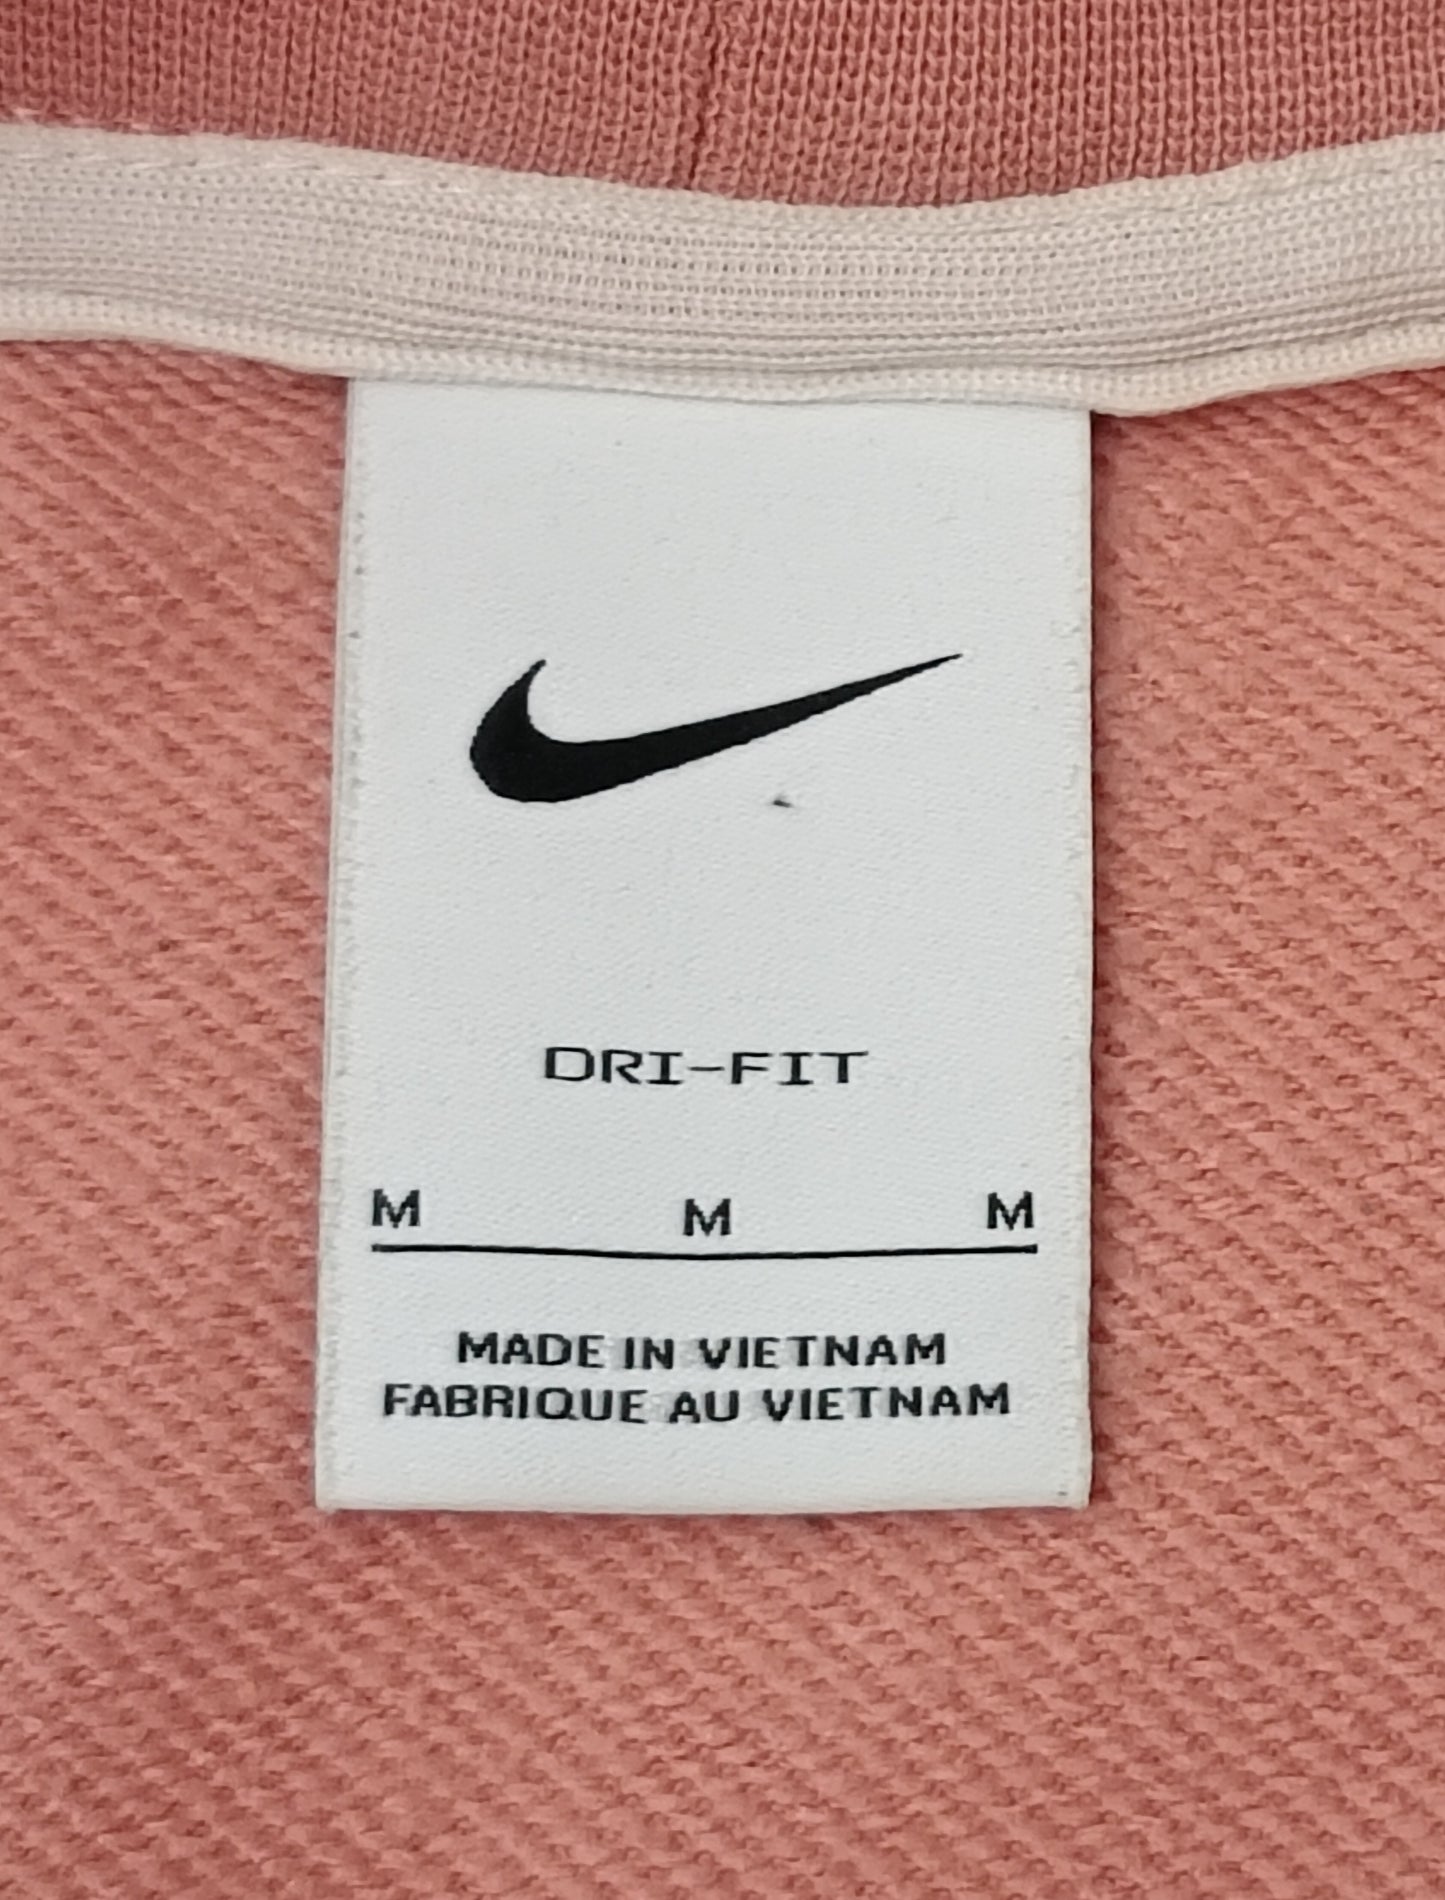 DRI-FIT
M M M
MADE IN VIETNAM
FABRIQUE AU VIETNAM